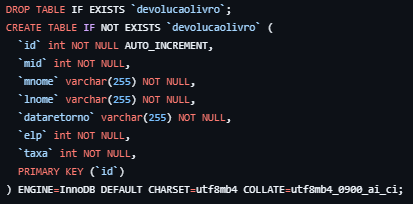 DROP TABLE IF EXISTS `devolucaolivro`;
CREATE TABLE IF NOT EXISTS `devolucaolivro` (
`id` int NOT NULL AUTO_INCREMENT,
`mid` int NOT NULL,
`mnome` varchar(255) NOT NULL,
`lnome` varchar(255) NOT NULL,
`dataretorno` varchar(255) NOT NULL,
`elp` int NOT NULL,
`taxa` int NOT NULL,
PRIMARY KEY (`id`)
) ENGINE=InnoDB DEFAULT CHARSET=utf8mb4 COLLATE=utf8mb4_0900_ai_ci;